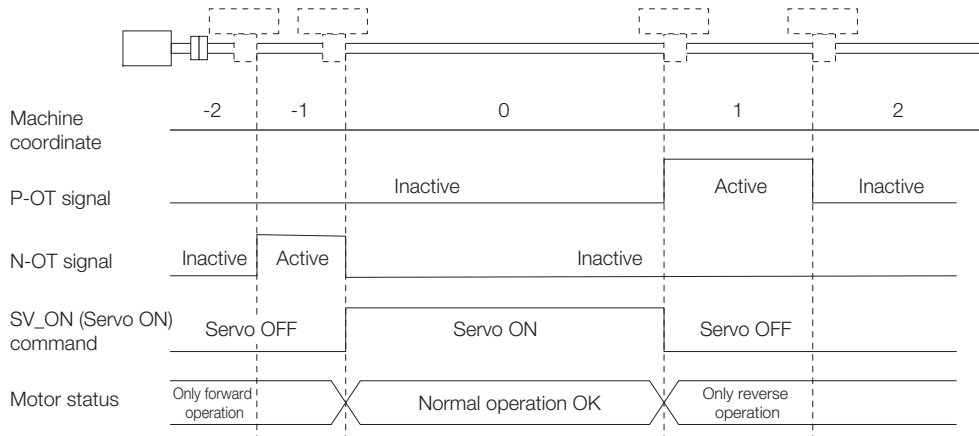 Machine
coordinate
-2 -1 0 1 2
P-OT signal
Inactive Active Inactive
N-OT signal
Inactive Active Inactive
SV_ON (Servo ON)
command
Servo OFF Servo ON Servo OFF
Motor status
Only forward
operation
Normal operation OK
Only reverse
operation